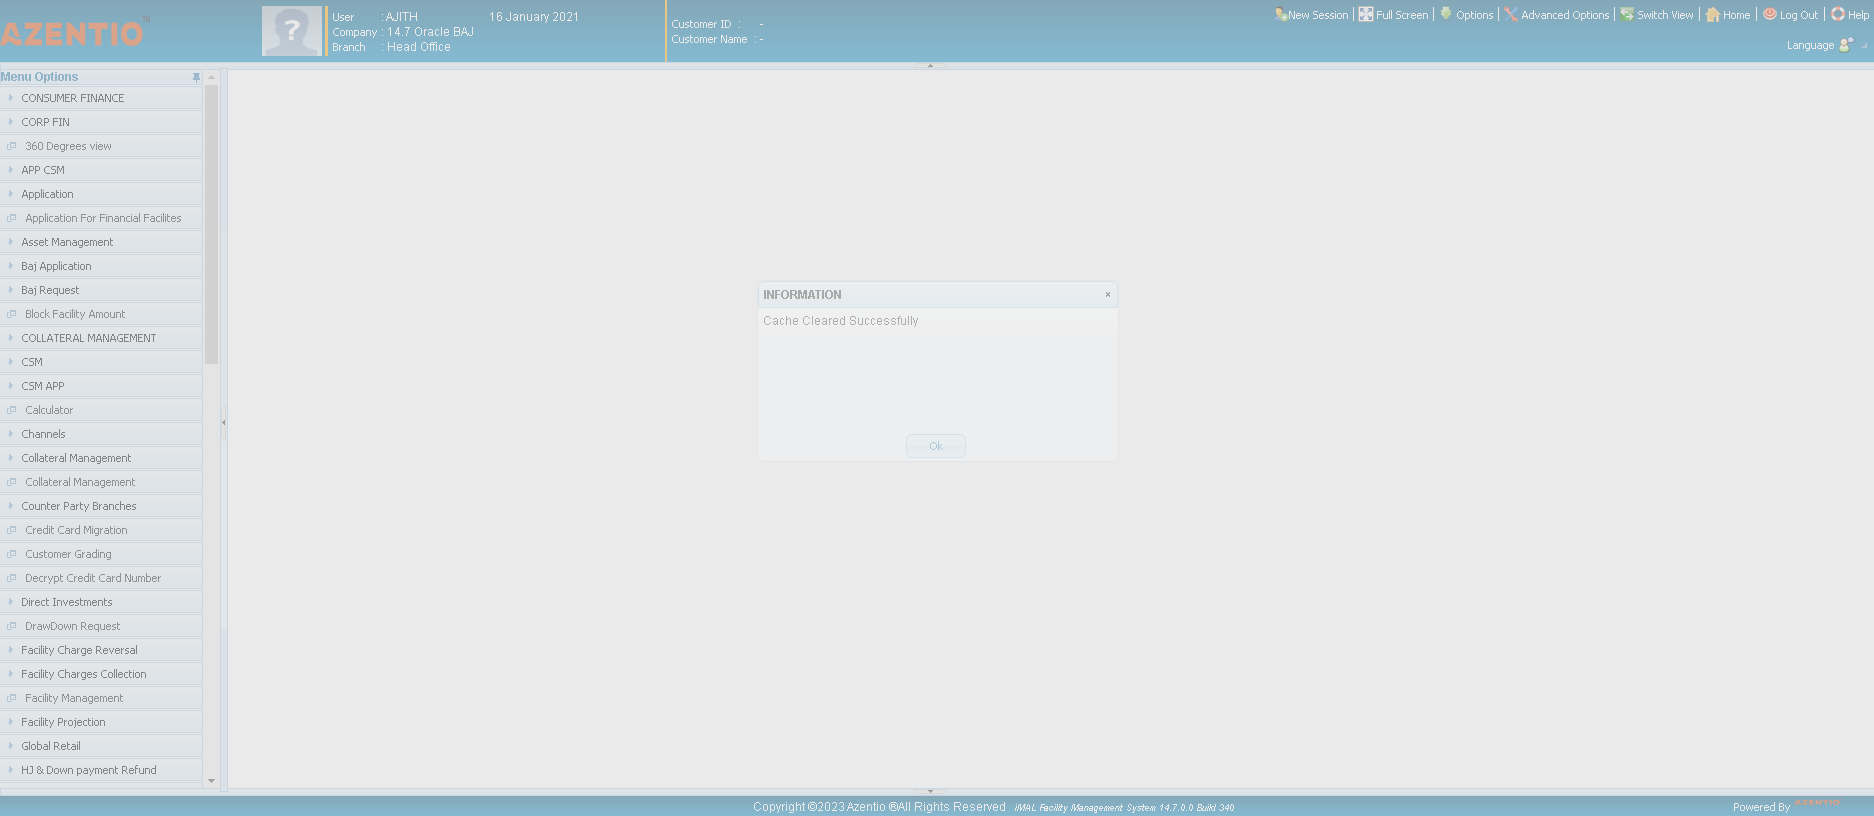 AZENTIO™
User : AJITH 16 January 2021
Company : 14.7 Oracle BAJ
Branch : Head Office
Customer ID : -
Customer Name : -
New Session | Full Screen | Options | Advanced Options | Switch View | Home | Log Out | Help
Language
Menu Options
CONSUMER FINANCE
CORP FIN
360 Degrees view
APP CSM
Application
Application For Financial Facilites
Asset Management
Baj Application
Baj Request
Block Facility Amount
COLLATERAL MANAGEMENT
CSM
CSM APP
Calculator
Channels
Collateral Management
Collateral Management
Counter Party Branches
Credit Card Migration
Customer Grading
Decrypt Credit Card Number
Direct Investments
DrawDown Request
Facility Charge Reversal
Facility Charges Collection
Facility Management
Facility Projection
Global Retail
HJ & Down payment Refund
INFORMATION ×
Cache Cleared Successfully
Ok
Copyright ©2023 Azentio ®All Rights Reserved iMAL Facility Management System 14.7.0.0 Build 340
Powered By AZENTIO